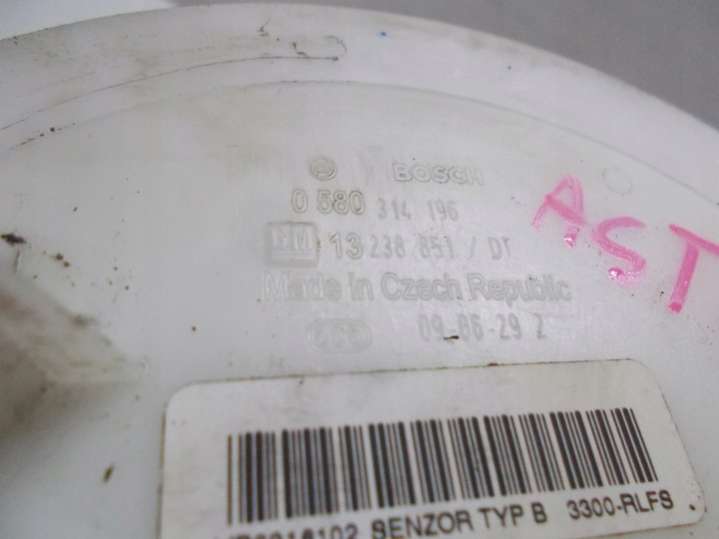 BOSCH
0 580 314 196
GM 13 238 851 / DT
Made in Czech Republic
09 06 29 2
AST
SENZOR TYP B 3300-RLFS